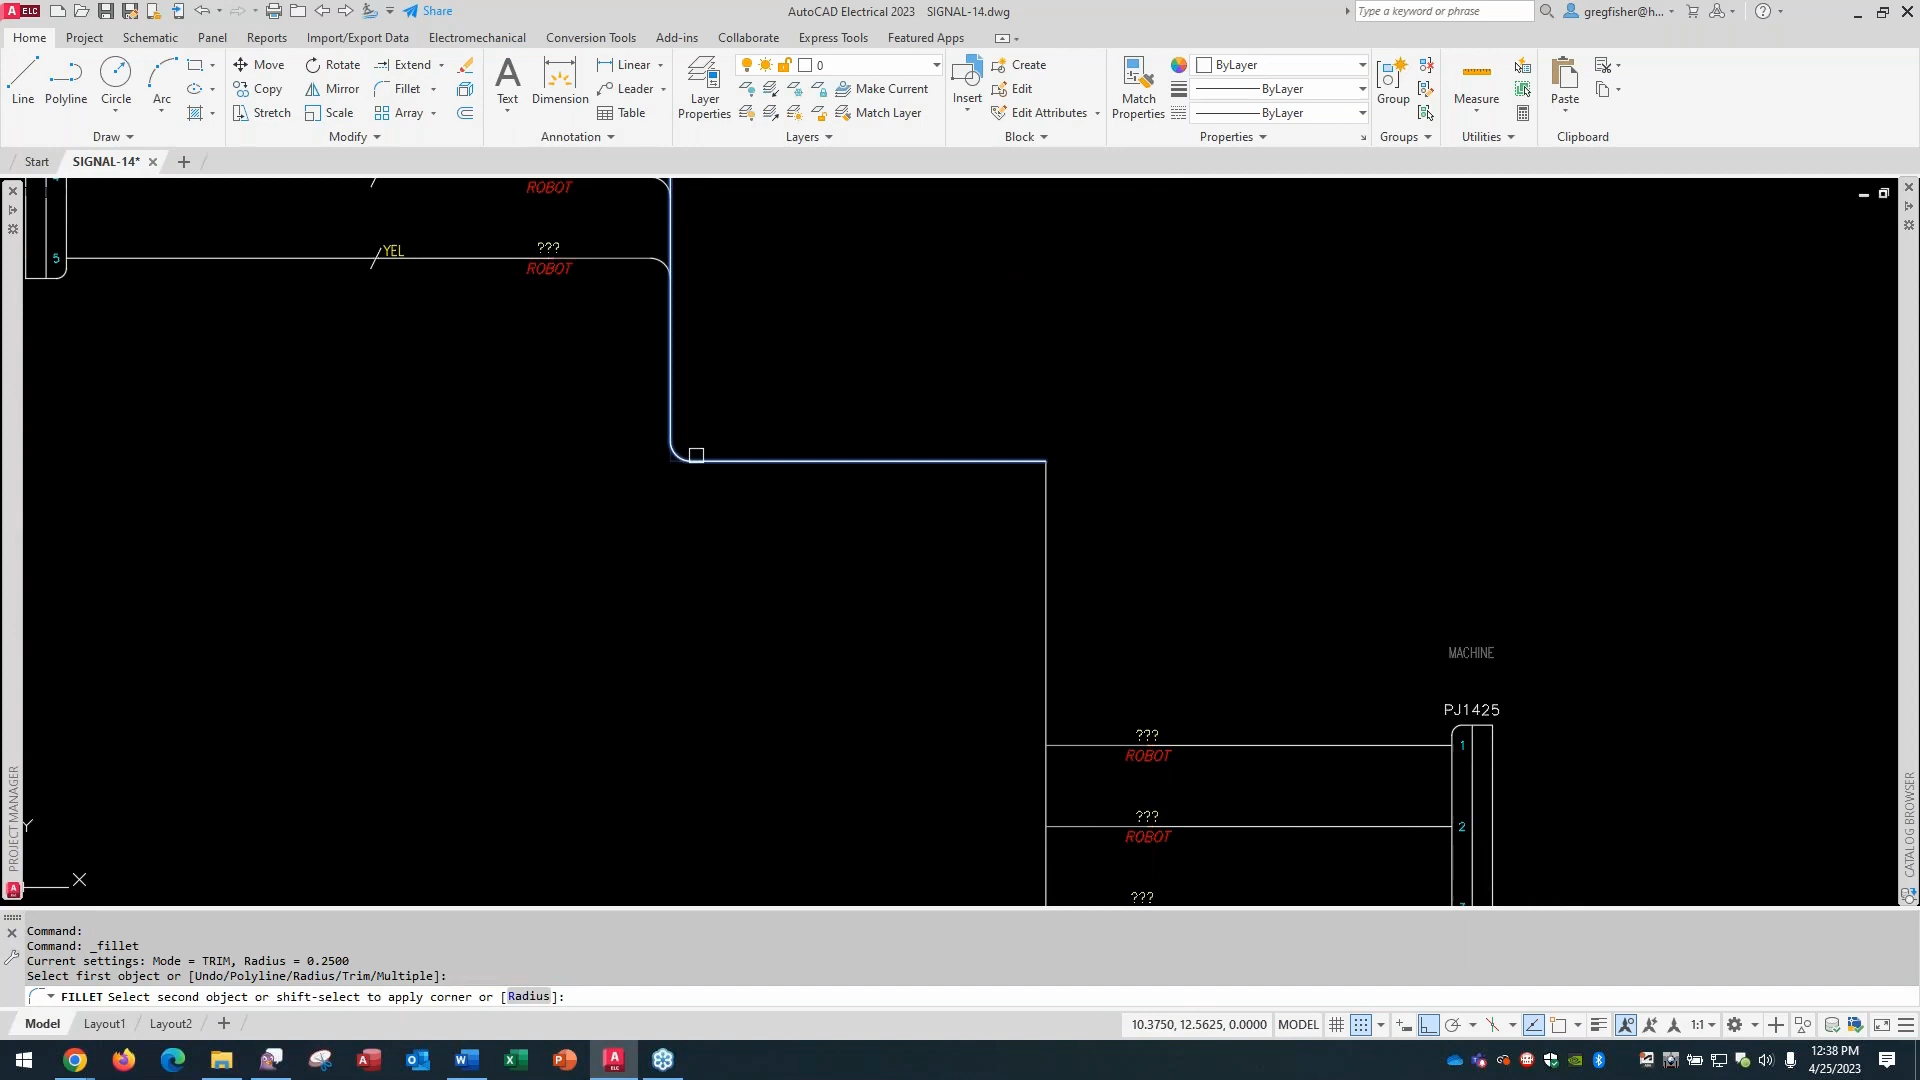 A ELC
Share
AutoCAD Electrical 2023 SIGNAL-14.dwg
Type a keyword or phrase
gregfisher@h...
Home Project Schematic Panel Reports Import/Export Data Electromechanical Conversion Tools Add-ins Collaborate Express Tools Featured Apps
Line Polyline Circle Arc
Draw
Move Rotate Extend
Copy Mirror Fillet
Stretch Scale Array
Modify
Text Dimension
Linear
Leader
Table
Annotation
Layer Properties
0
Make Current
Match Layer
Layers
Insert
Create
Edit
Edit Attributes
Block
Match Properties
ByLayer
ByLayer
ByLayer
Properties
Group
Groups
Measure
Utilities
Paste
Clipboard
Start SIGNAL-14*
ROBOT
5
YEL
???
ROBOT
MACHINE
PJ1425
???
ROBOT
1
???
ROBOT
2
???
Y
X
PROJECT MANAGER
CATALOG BROWSER
Command:
Command: _fillet
Current settings: Mode = TRIM, Radius = 0.2500
Select first object or [Undo/Polyline/Radius/Trim/Multiple]:
FILLET Select second object or shift-select to apply corner or [Radius]:
Model Layout1 Layout2
10.3750, 12.5625, 0.0000 MODEL
1:1
12:38 PM
4/25/2023